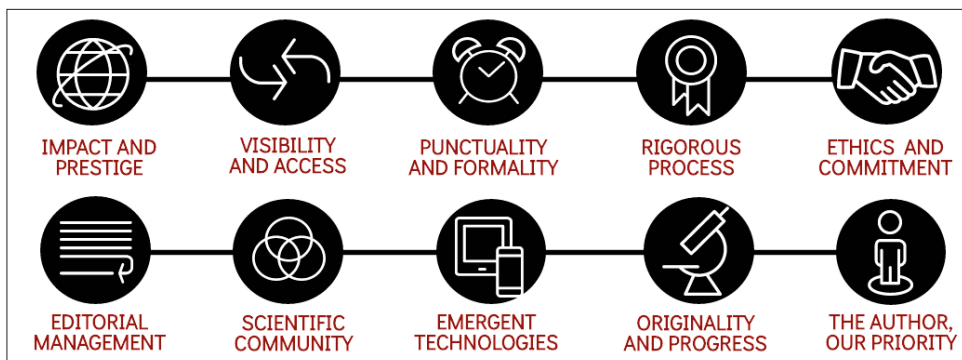 IMPACT AND
PRESTIGE
VISIBILITY
AND ACCESS
PUNCTUALITY
AND FORMALITY
RIGOROUS
PROCESS
ETHICS AND
COMMITMENT
EDITORIAL
MANAGEMENT
SCIENTIFIC
COMMUNITY
EMERGENT
TECHNOLOGIES
ORIGINALITY
AND PROGRESS
THE AUTHOR,
OUR PRIORITY